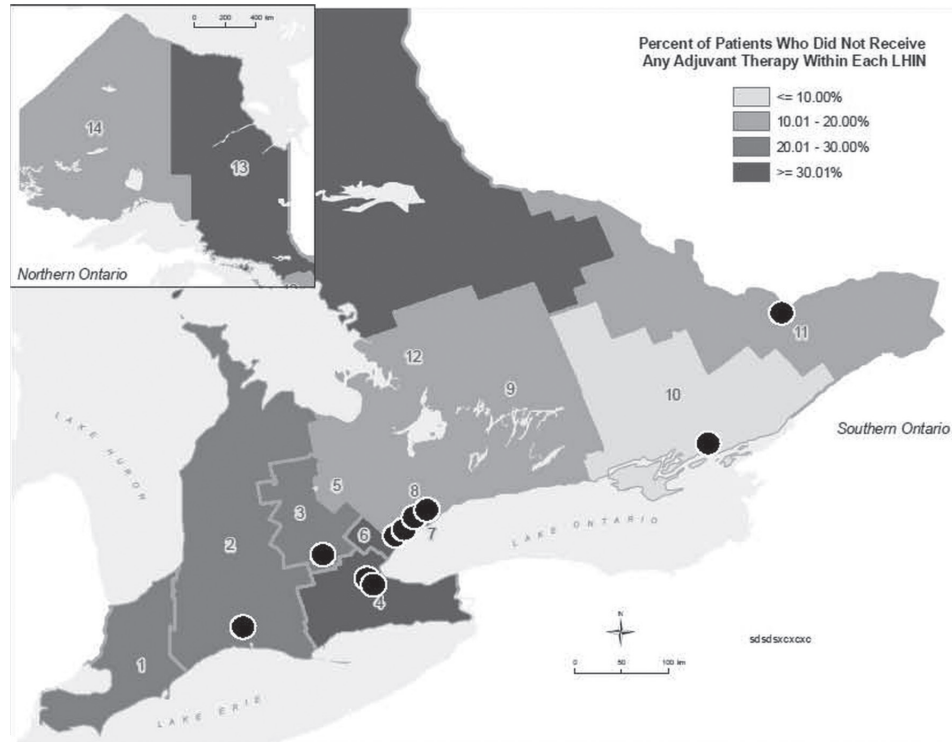 0 200 400 km
Percent of Patients Who Did Not Receive
Any Adjuvant Therapy Within Each LHIN
<= 10.00%
10.01 - 20.00%
20.01 - 30.00%
>= 30.01%
14
13
Northern Ontario
12
11
9
10
LAKE HURON
Southern Ontario
5
8
3
6
7
2
LAKE ONTARIO
4
N
sdsdsxcxcxc
1
0 50 100 km
LAKE ERIE